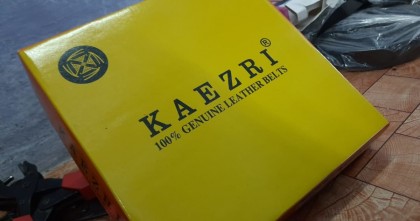 KAEZRI®
100% GENUINE LEATHER BELTS